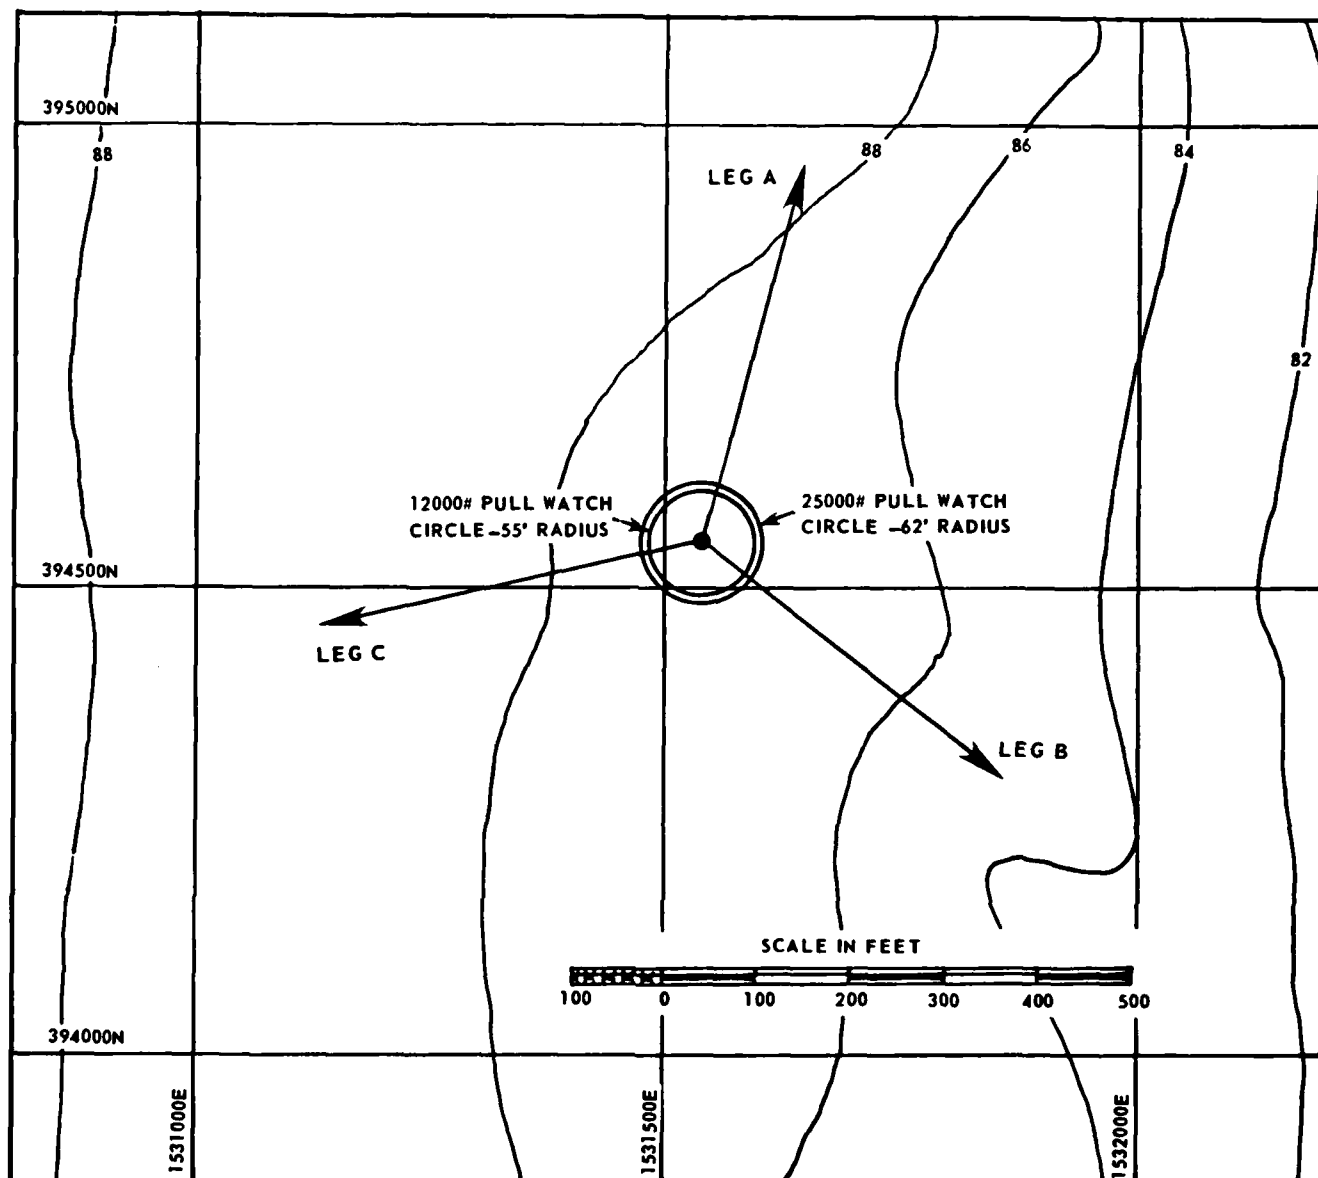 395000N
88
88
86
84
LEG A
82
12000# PULL WATCH
CIRCLE -55' RADIUS
25000# PULL WATCH
CIRCLE -62' RADIUS
394500N
LEG C
LEG B
SCALE IN FEET
100 0 100 200 300 400 500
394000N
1531000E
1531500E
1532000E